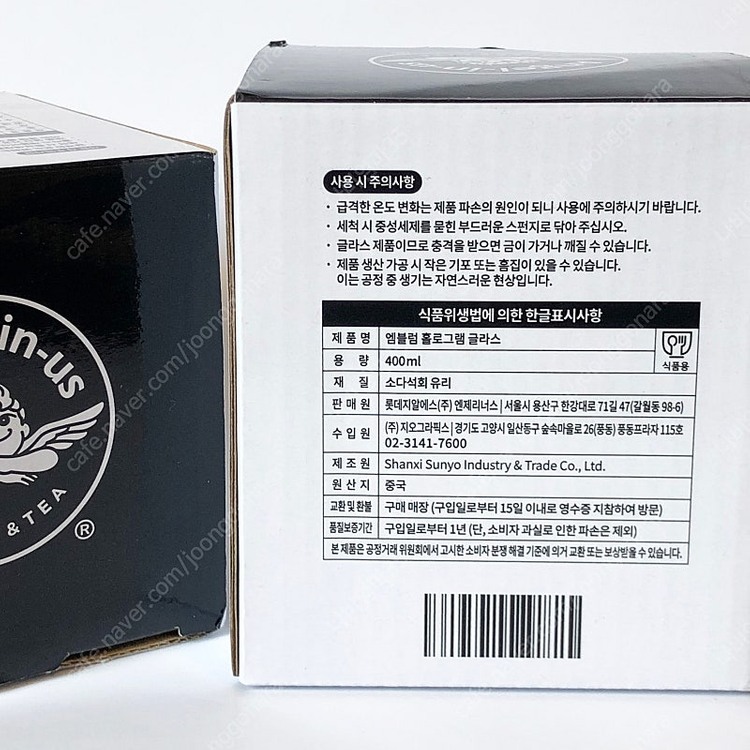 사용 시 주의사항
· 급격한 온도 변화는 제품 파손의 원인이 되니 사용에 주의하시기 바랍니다.
· 세척 시 중성세제를 묻힌 부드러운 스펀지로 닦아 주십시오.
· 글라스 제품이므로 충격을 받으면 금이 가거나 깨질 수 있습니다.
· 제품 생산 가공 시 작은 기포 또는 흠집이 있을 수 있습니다.
이는 공정 중 생기는 자연스러운 현상입니다.
식품위생법에 의한 한글표시사항
제품명 엠블럼 홀로그램 글라스
식품용
용량 400ml
재질 소다석회 유리
판매원 롯데지알에스(주) 엔제리너스 | 서울시 용산구 한강대로 71길 47(갈월동 98-6)
수입원 (주)지오그라픽스 | 경기도 고양시 일산동구 숲속마을로 26(풍동) 풍동프라자 115호
02-3141-7600
제조원 Shanxi Sunyo Industry & Trade Co., Ltd.
원산지 중국
교환 및 환불 구매 매장 (구입일로부터 15일 이내로 영수증 지참하여 방문)
품질보증기간 구입일로부터 1년 (단, 소비자 과실로 인한 파손은 제외)
본 제품은 공정거래 위원회에서 고시한 소비자 분쟁 해결 기준에 의거 교환 또는 보상받을 수 있습니다.
in-us
& TEA
®
cafe.naver.com/joonggonara